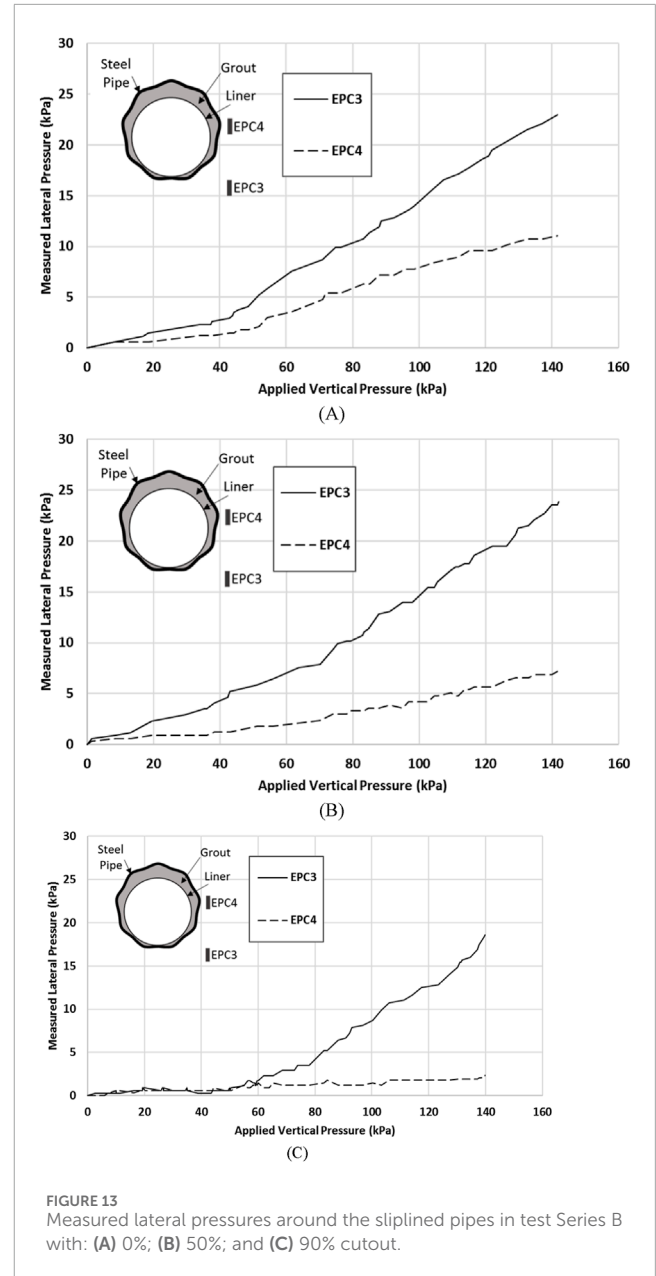 30
25
20
15
10
5
0
Measured Lateral Pressure (kPa)
Steel
Pipe
Grout
Liner
EPC4
EPC3
EPC3
EPC4
0 20 40 60 80 100 120 140 160
Applied Vertical Pressure (kPa)
(A)
30
25
20
15
10
5
0
Measured Lateral Pressure (kPa)
Steel
Pipe
Grout
Liner
EPC4
EPC3
EPC3
EPC4
0 20 40 60 80 100 120 140 160
Applied Vertical Pressure (kPa)
(B)
30
25
20
15
10
5
0
Measured Lateral Pressure (kPa)
Steel
Pipe
Grout
Liner
EPC4
EPC3
EPC3
EPC4
0 20 40 60 80 100 120 140 160
Applied Vertical Pressure (kPa)
(C)
FIGURE 13
Measured lateral pressures around the sliplined pipes in test Series B
with: (A) 0%; (B) 50%; and (C) 90% cutout.